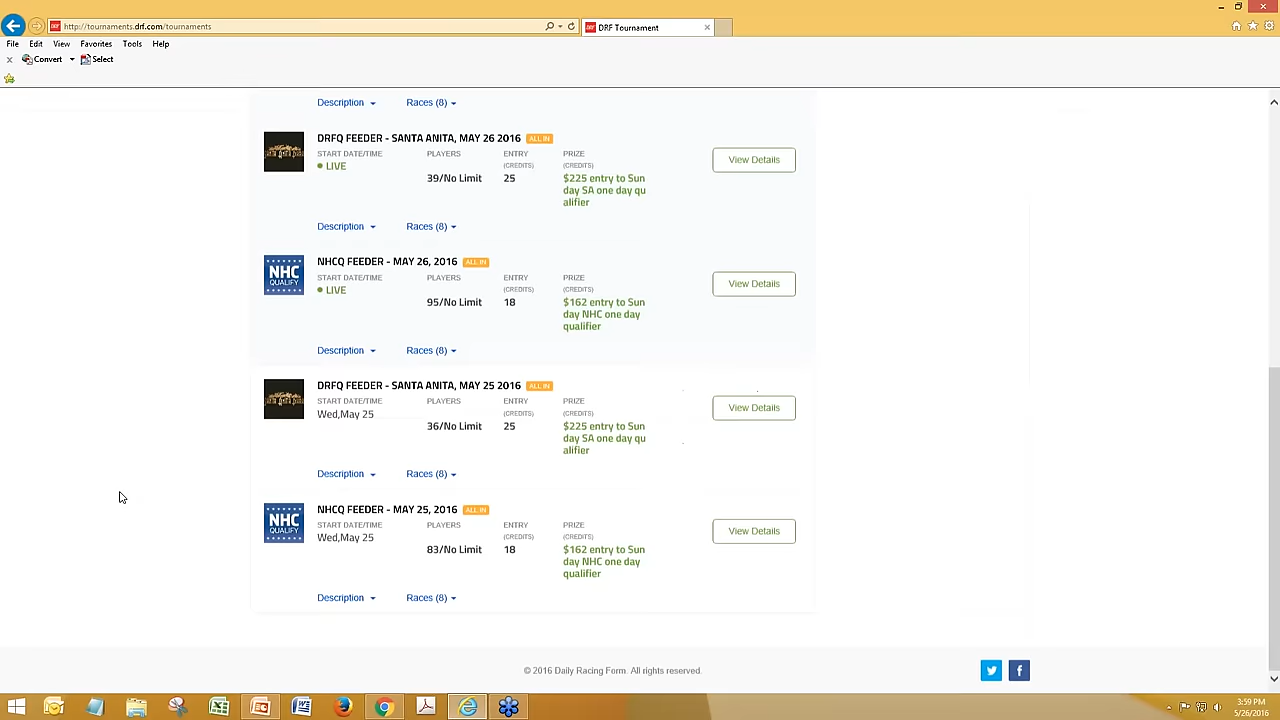 http://tournaments.drf.com/tournaments
DRF Tournament
File Edit View Favorites Tools Help
Convert Select
Description Races (8)
DRFQ FEEDER - SANTA ANITA, MAY 26 2016 ALL IN
START DATE/TIME PLAYERS ENTRY PRIZE
(CREDITS) (CREDITS)
LIVE
39/No Limit 25 $225 entry to Sun
day SA one day qu
alifier
View Details
Description Races (8)
NHC
QUALIFY
NHCQ FEEDER - MAY 26, 2016 ALL IN
START DATE/TIME PLAYERS ENTRY PRIZE
(CREDITS) (CREDITS)
LIVE
95/No Limit 18 $162 entry to Sun
day NHC one day
qualifier
View Details
Description Races (8)
DRFQ FEEDER - SANTA ANITA, MAY 25 2016 ALL IN
START DATE/TIME PLAYERS ENTRY PRIZE
(CREDITS) (CREDITS)
Wed,May 25
36/No Limit 25 $225 entry to Sun
day SA one day qu
alifier
View Details
Description Races (8)
NHC
QUALIFY
NHCQ FEEDER - MAY 25, 2016 ALL IN
START DATE/TIME PLAYERS ENTRY PRIZE
(CREDITS) (CREDITS)
Wed,May 25
83/No Limit 18 $162 entry to Sun
day NHC one day
qualifier
View Details
Description Races (8)
© 2016 Daily Racing Form. All rights reserved.
3:59 PM
5/26/2016